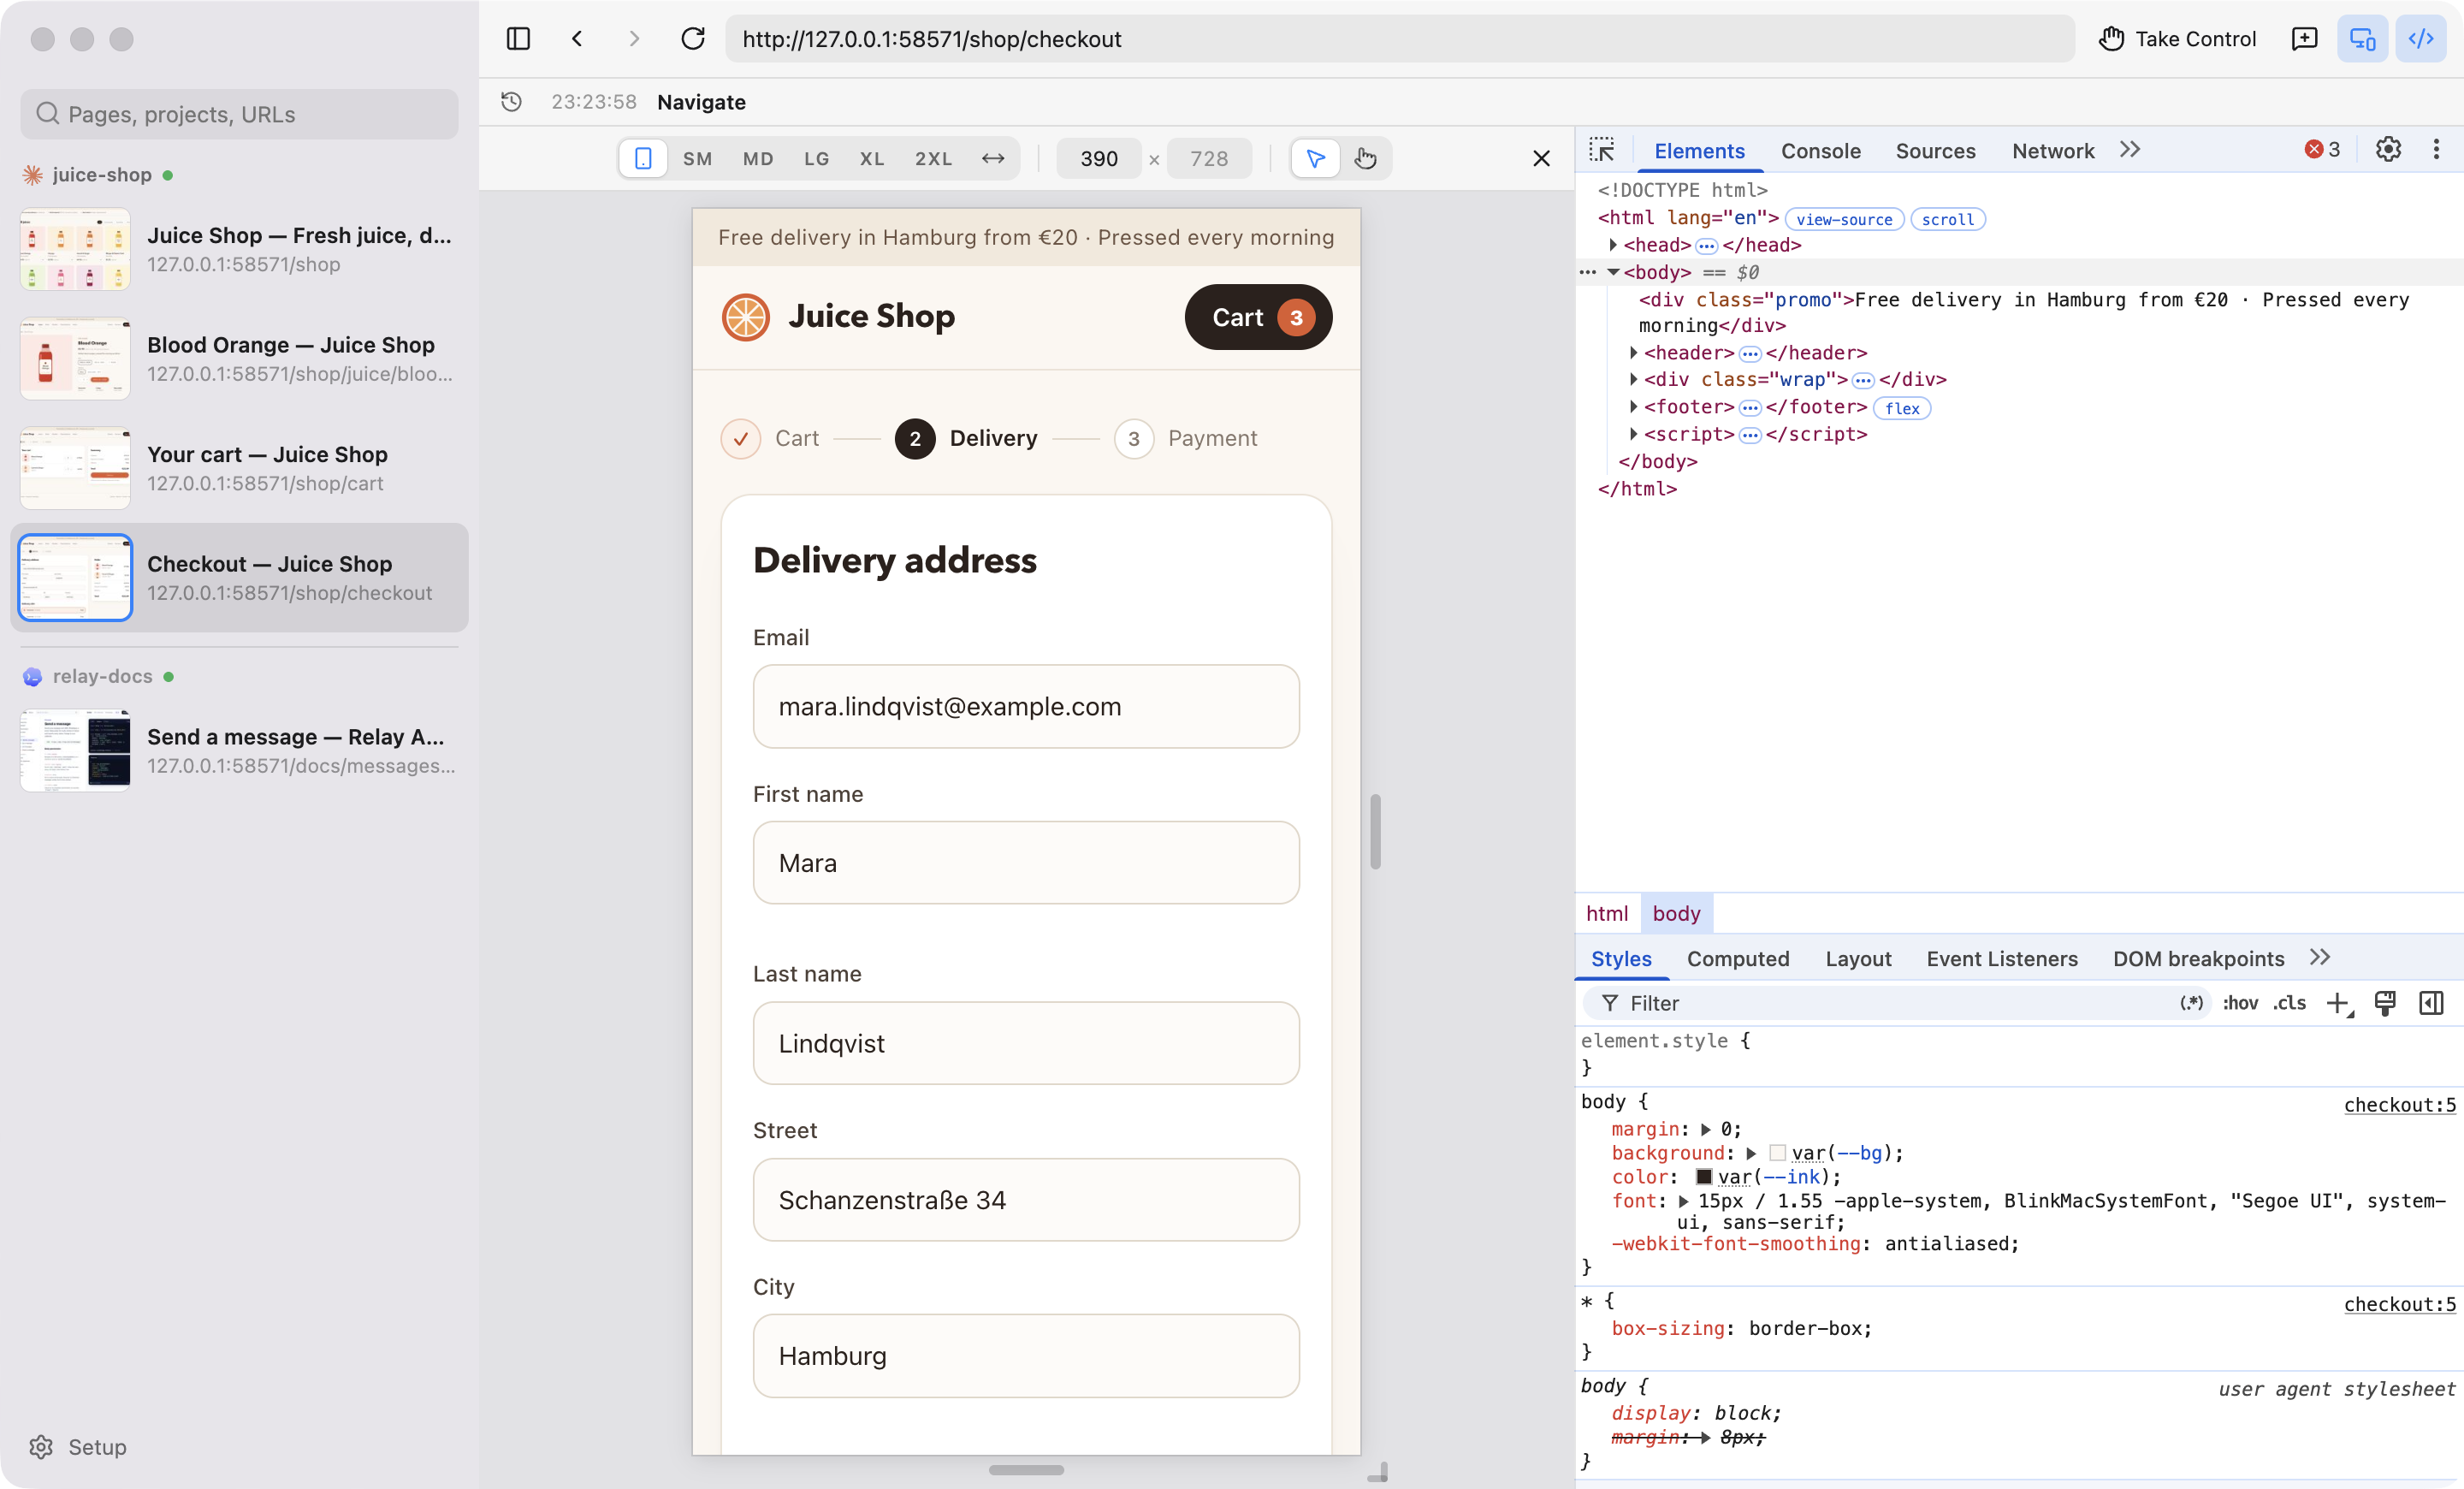 http://127.0.0.1:58571/shop/checkout
Take Control
23:23:58 Navigate
Pages, projects, URLs
juice-shop
Juice Shop — Fresh juice, d...
127.0.0.1:58571/shop
Blood Orange — Juice Shop
127.0.0.1:58571/shop/juice/bloo...
Your cart — Juice Shop
127.0.0.1:58571/shop/cart
Checkout — Juice Shop
127.0.0.1:58571/shop/checkout
relay-docs
Send a message — Relay A...
127.0.0.1:58571/docs/messages...
Setup
SM MD LG XL 2XL
390 × 728
Free delivery in Hamburg from €20 · Pressed every morning
Juice Shop
Cart 3
Cart
2 Delivery
3 Payment
Delivery address
Email
mara.lindqvist@example.com
First name
Mara
Last name
Lindqvist
Street
Schanzenstraße 34
City
Hamburg
Elements Console Sources Network
3
<!DOCTYPE html>
<html lang="en"> view-source scroll
<head> ••• </head>
••• <body> == $0
<div class="promo">Free delivery in Hamburg from €20 · Pressed every
morning</div>
<header> ••• </header>
<div class="wrap"> ••• </div>
<footer> ••• </footer> flex
<script> ••• </script>
</body>
</html>
html body
Styles Computed Layout Event Listeners DOM breakpoints
Filter
(.*) :hov .cls
element.style {
}
body { checkout:5
margin: 0;
background: var(--bg);
color: var(--ink);
font: 15px / 1.55 -apple-system, BlinkMacSystemFont, "Segoe UI", system-
ui, sans-serif;
-webkit-font-smoothing: antialiased;
}
* { checkout:5
box-sizing: border-box;
}
body { user agent stylesheet
display: block;
margin: 8px;
}